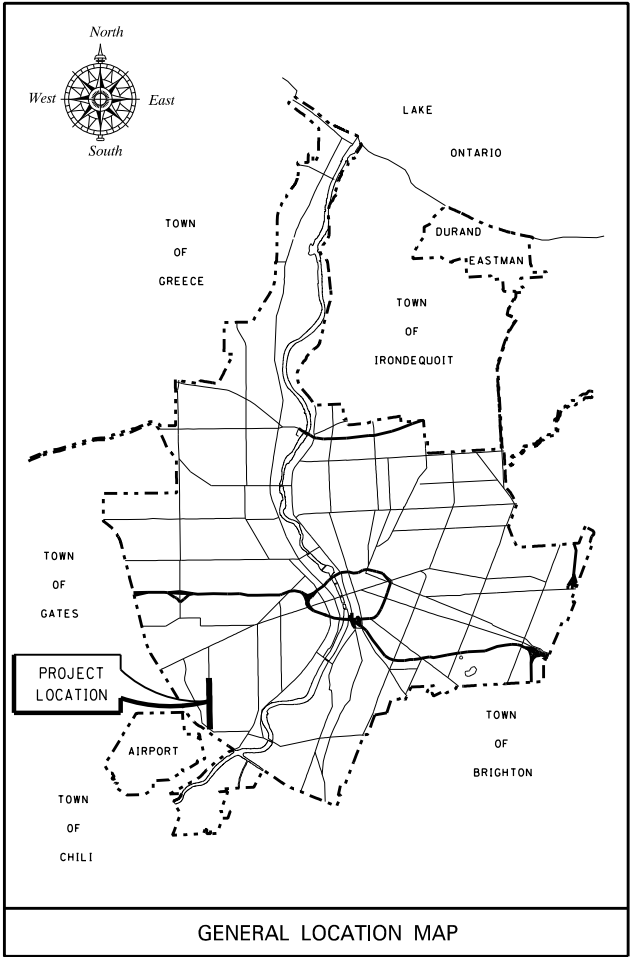 North
West
East
South
LAKE
ONTARIO
TOWN
OF
GREECE
DURAND
EASTMAN
TOWN
OF
IRONDEQUOIT
TOWN
OF
GATES
PROJECT
LOCATION
AIRPORT
TOWN
OF
BRIGHTON
TOWN
OF
CHILI
GENERAL LOCATION MAP